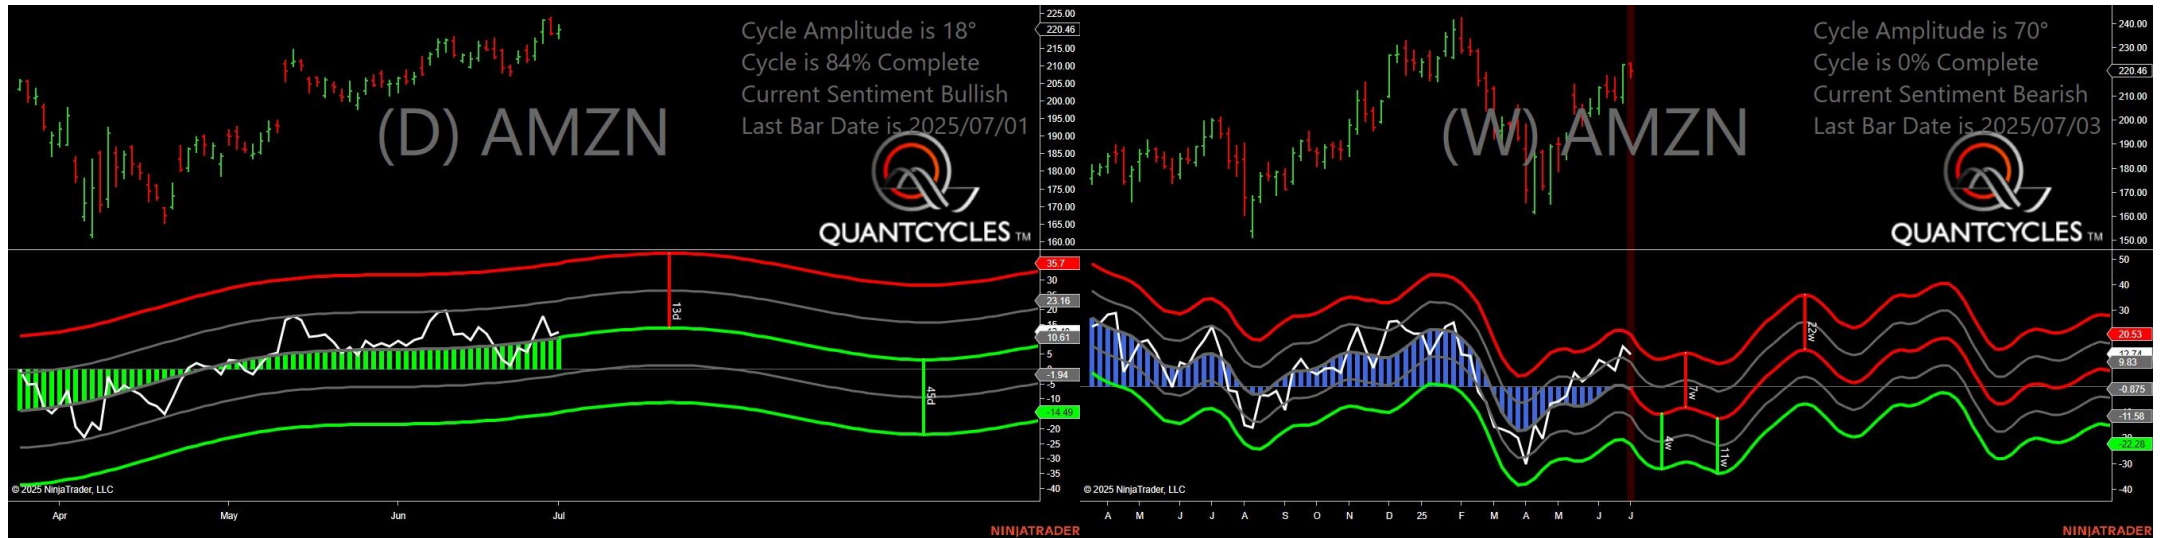 Cycle Amplitude is 18°
Cycle is 84% Complete
Current Sentiment Bullish
Last Bar Date is 2025/07/01
(D) AMZN
QUANTCYCLES TM
225.00
220.46
215.00
210.00
205.00
200.00
195.00
190.00
185.00
180.00
175.00
170.00
165.00
160.00
35.7
30
23.16
20
15
10.61
5
-1.94
-5
-10
-14.49
-20
-25
-30
-35
-40
13d
45d
© 2025 NinjaTrader, LLC
Apr May Jun Jul
NINJATRADER
Cycle Amplitude is 70°
Cycle is 0% Complete
Current Sentiment Bearish
Last Bar Date is 2025/07/03
(W) AMZN
QUANTCYCLES TM
240.00
230.00
220.46
210.00
200.00
190.00
180.00
170.00
160.00
150.00
50
40
30
20.53
12.74
9.83
-0.875
-11.58
-22.28
-30
-40
22w
7w
4w
11w
© 2025 NinjaTrader, LLC
A M J J A S O N D 25 F M A M J J
NINJATRADER